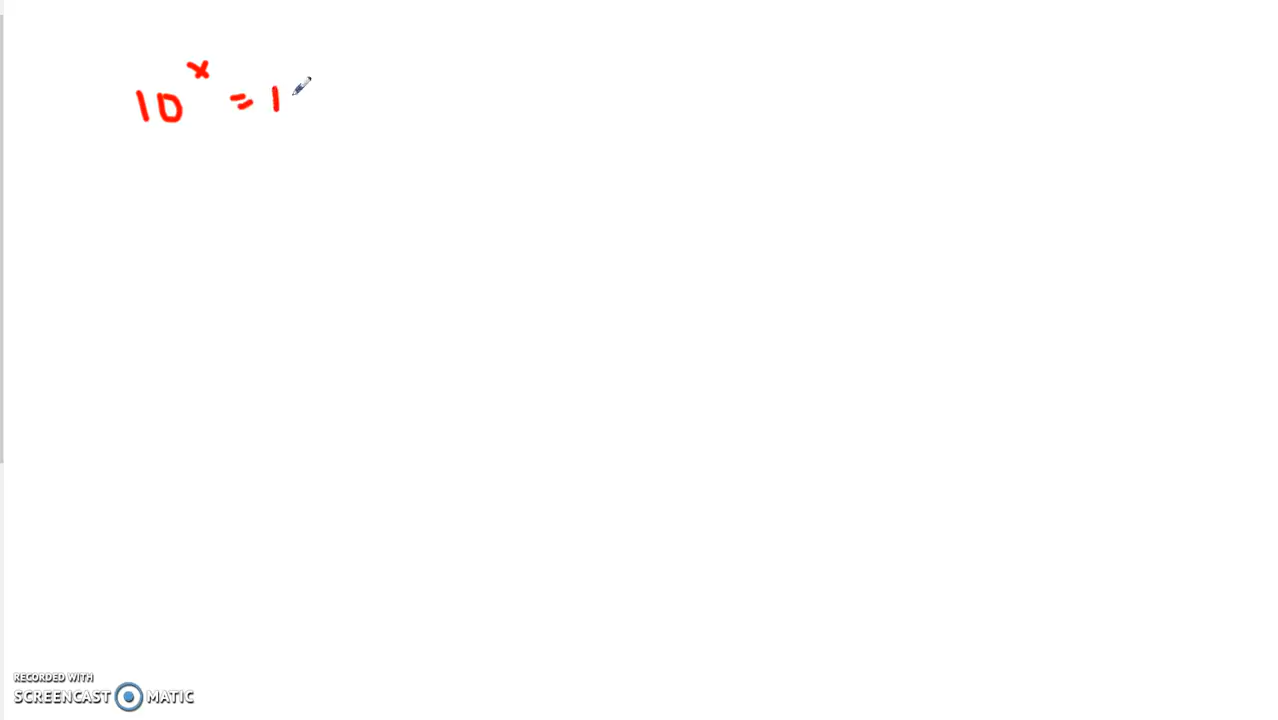 10^x = 1
RECORDED WITH
SCREENCAST MATIC